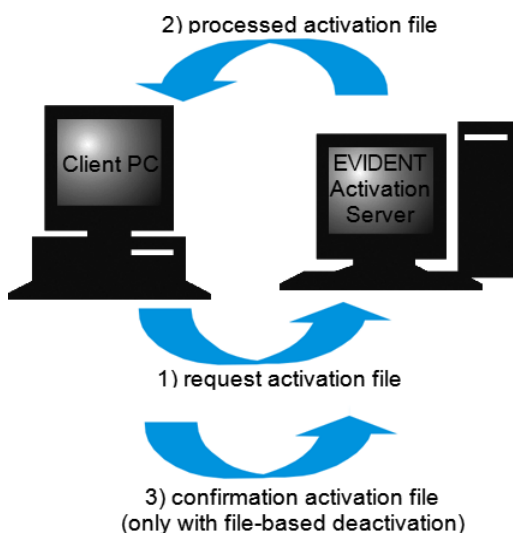 2) processed activation file
Client PC
EVIDENT
Activation
Server
1) request activation file
3) confirmation activation file
(only with file-based deactivation)